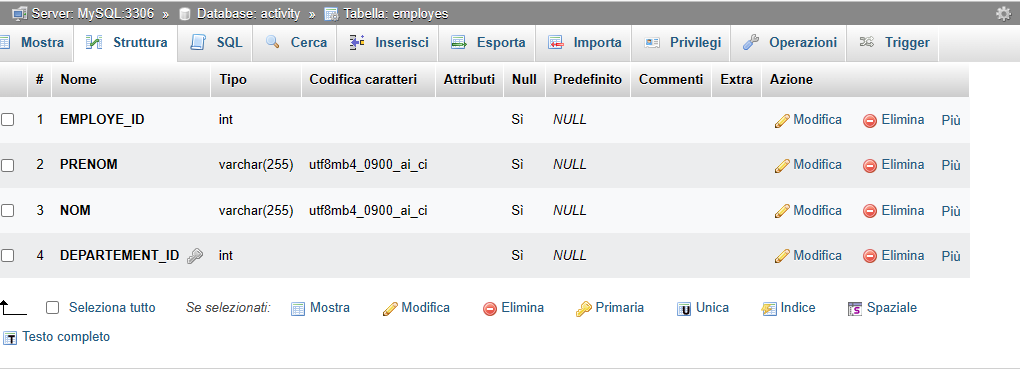 Server: MySQL:3306 » Database: activity » Tabella: employes
Mostra Struttura SQL Cerca Inserisci Esporta Importa Privilegi Operazioni Trigger
# Nome Tipo Codifica caratteri Attributi Null Predefinito Commenti Extra Azione
1 EMPLOYE_ID int Sì NULL Modifica Elimina Più
2 PRENOM varchar(255) utf8mb4_0900_ai_ci Sì NULL Modifica Elimina Più
3 NOM varchar(255) utf8mb4_0900_ai_ci Sì NULL Modifica Elimina Più
4 DEPARTEMENT_ID int Sì NULL Modifica Elimina Più
Seleziona tutto Se selezionati: Mostra Modifica Elimina Primaria Unica Indice Spaziale
Testo completo